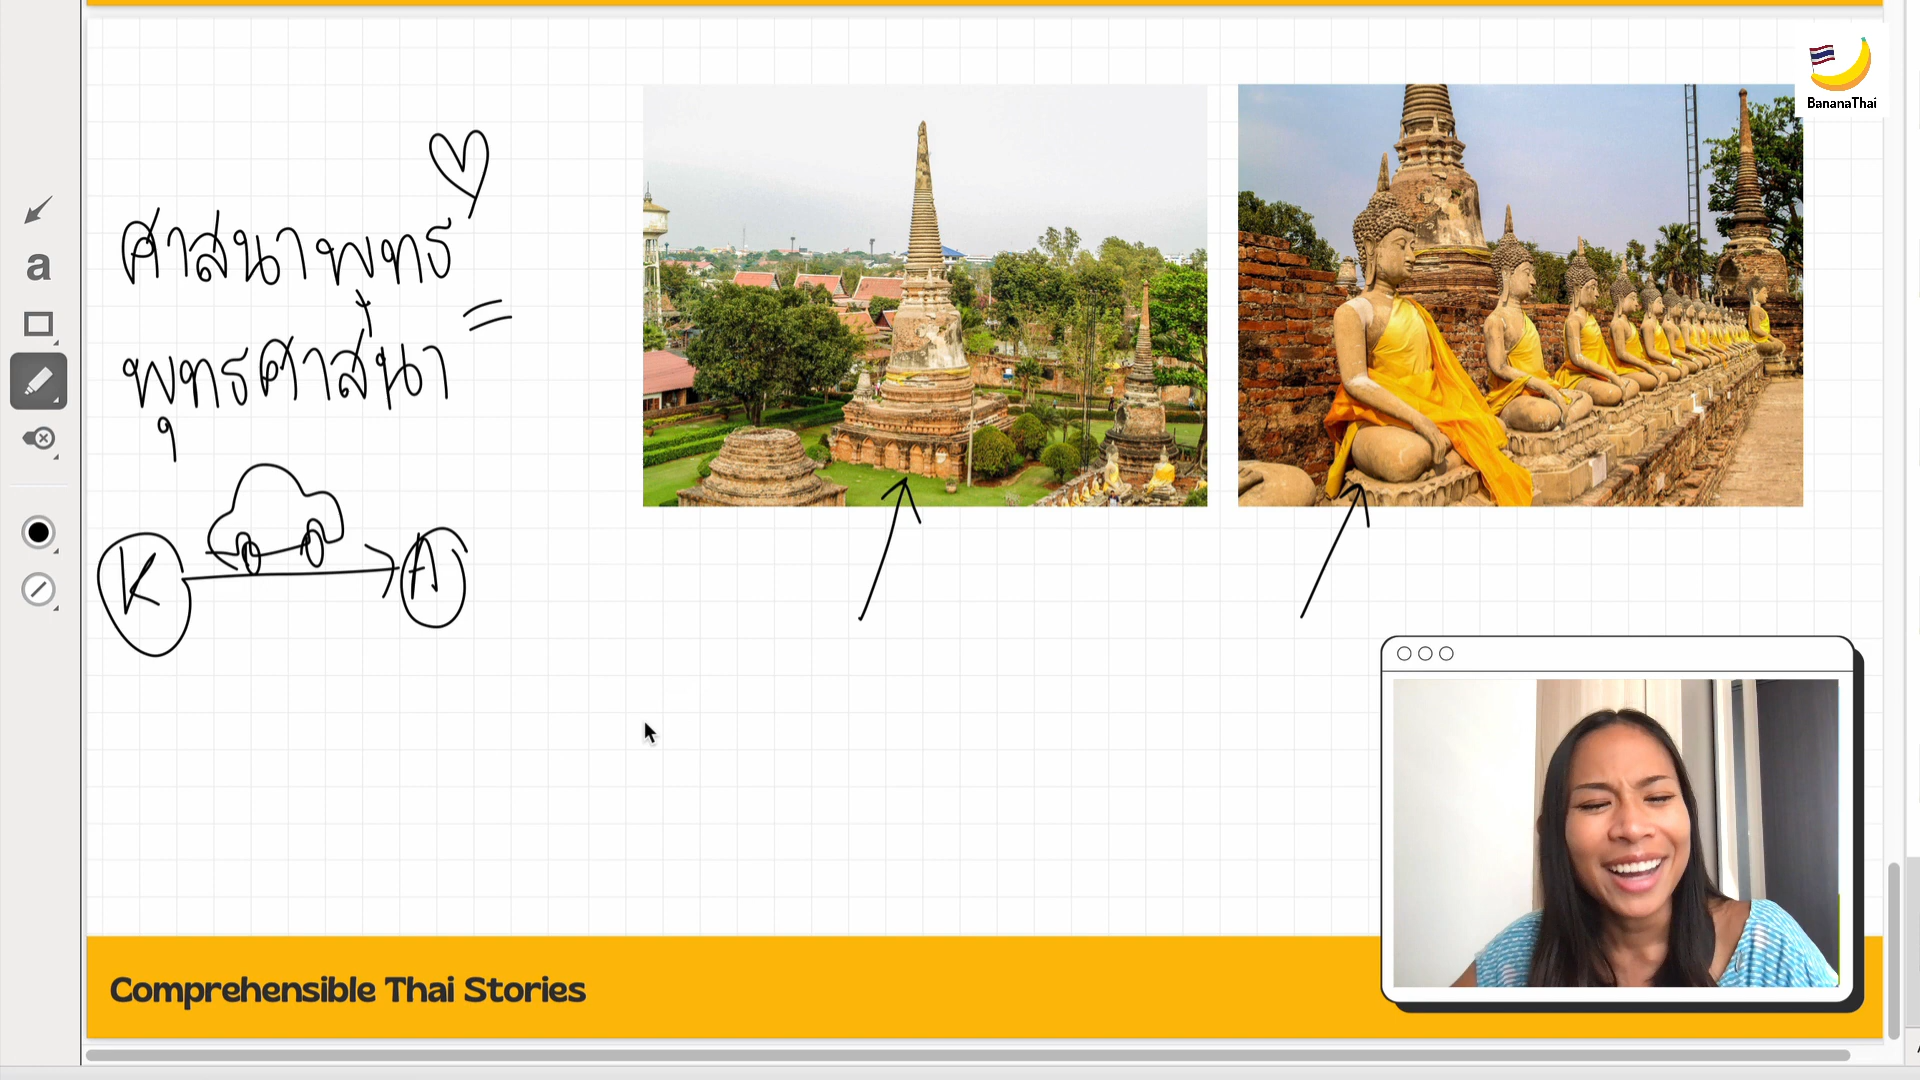 BananaThai
ศาสนาพุทธ
พุทธศาสนา
K
A
a
Comprehensible Thai Stories